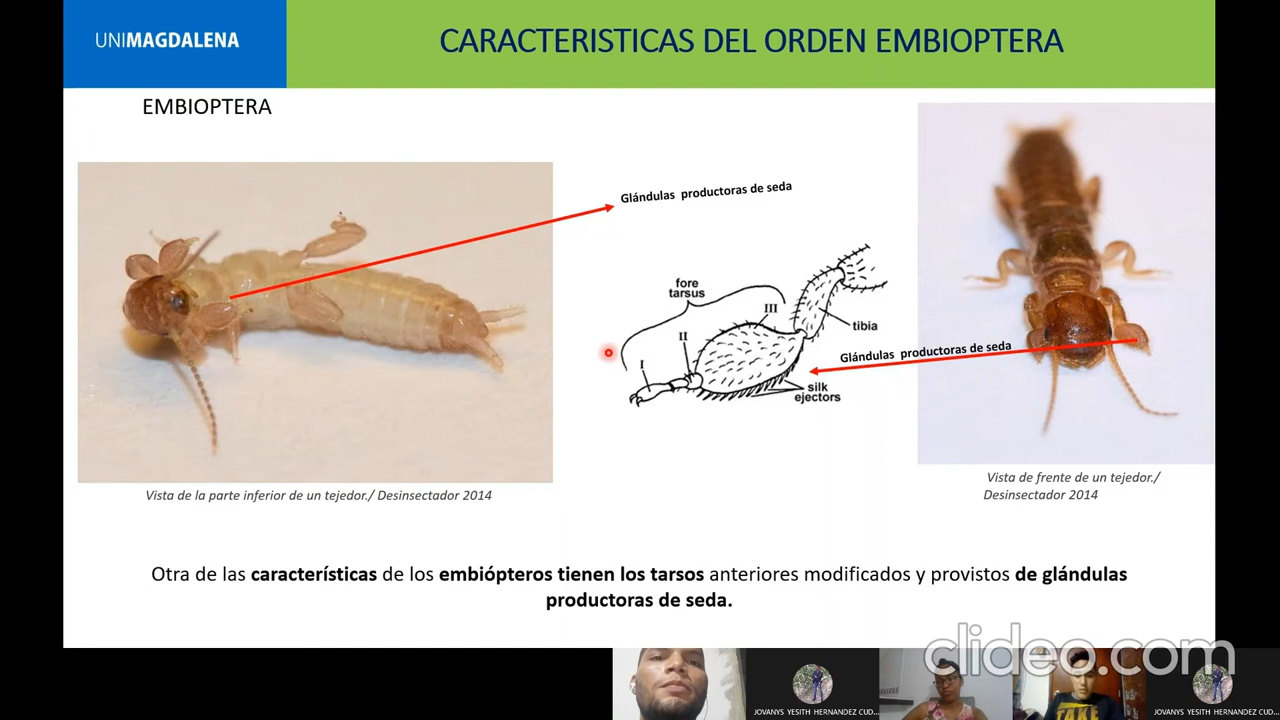 UNIMAGDALENA
CARACTERISTICAS DEL ORDEN EMBIOPTERA
EMBIOPTERA
Glándulas productoras de seda
fore
tarsus
III
II
I
tibia
Glándulas productoras de seda
silk
ejectors
Vista de la parte inferior de un tejedor./ Desinsectador 2014
Vista de frente de un tejedor./
Desinsectador 2014
Otra de las características de los embiópteros tienen los tarsos anteriores modificados y provistos de glándulas
productoras de seda.
clideo.com
JOVANYS YESITH HERNANDEZ CUD...
TAKE
JOVANYS YESITH HERNANDEZ CUD...